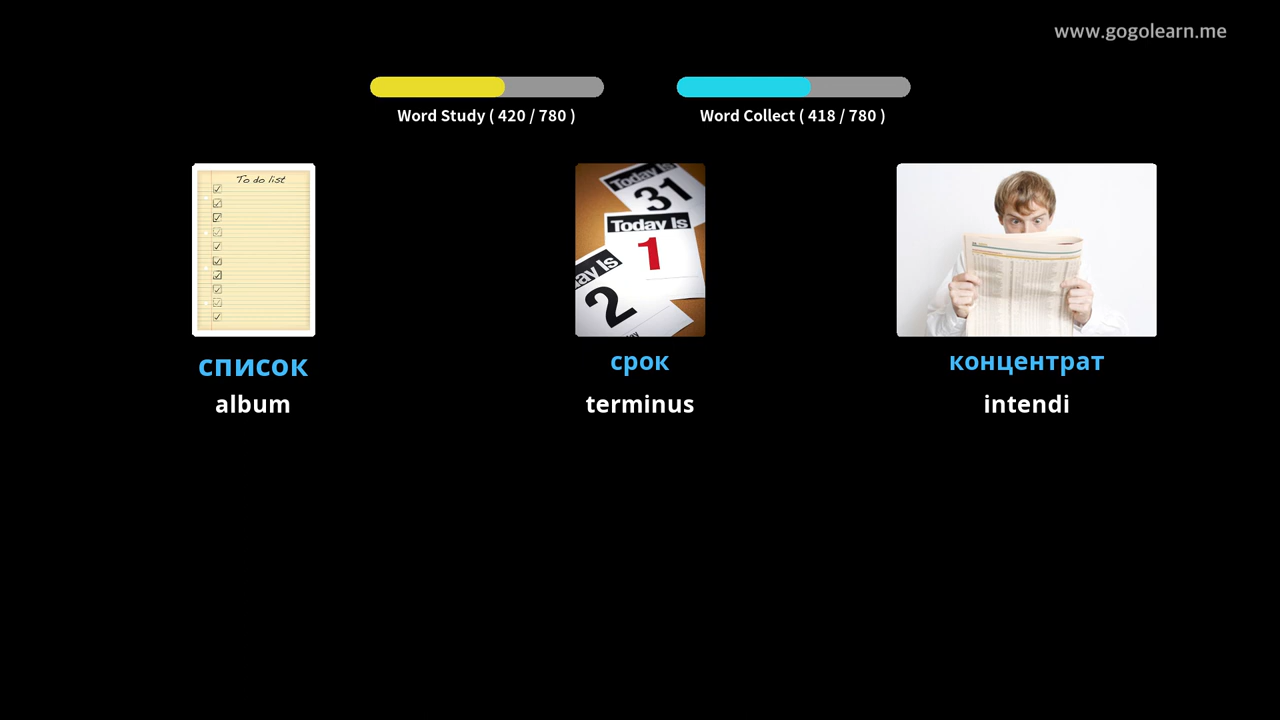 www.gogolearn.me
Word Study ( 420 / 780 )
Word Collect ( 418 / 780 )
To do list
Today Is
31
Today Is
1
ay Is
2
список
album
срок
terminus
концентрат
intendi